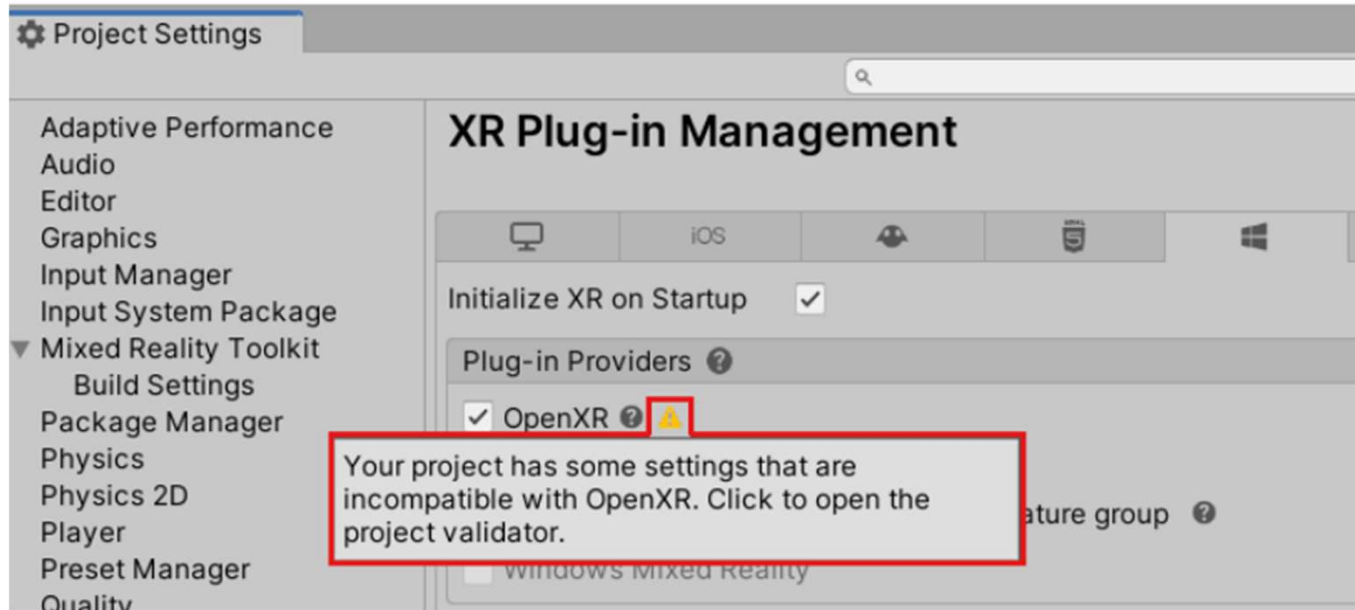 Project Settings
Adaptive Performance
Audio
Editor
Graphics
Input Manager
Input System Package
Mixed Reality Toolkit
Build Settings
Package Manager
Physics
Physics 2D
Player
Preset Manager
Quality
XR Plug-in Management
iOS
Initialize XR on Startup
Plug-in Providers
OpenXR
Your project has some settings that are
incompatible with OpenXR. Click to open the
project validator.
ature group
Windows Mixed Reality